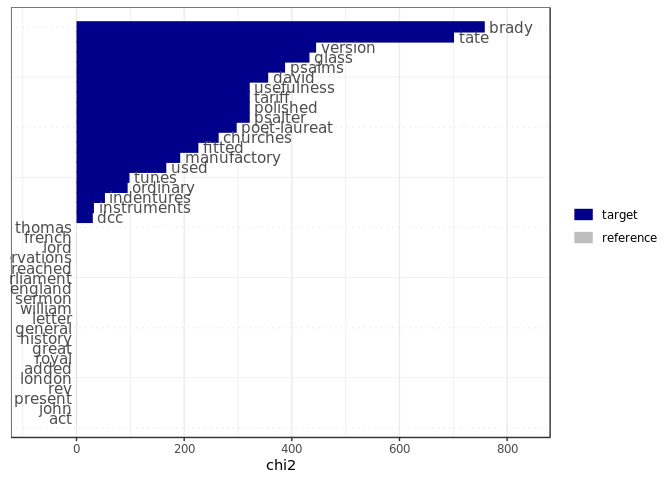 brady
tate
version
glass
psalms
david
usefulness
tariff
polished
psalter
poet-laureat
churches
fitted
manufactory
used
tunes
ordinary
indentures
instruments
dcc
thomas
french
lord
ervations
reached
rliament
england
sermon
william
letter
general
history
great
royal
added
london
rev
present
john
act
0 200 400 600 800
chi2
target
reference